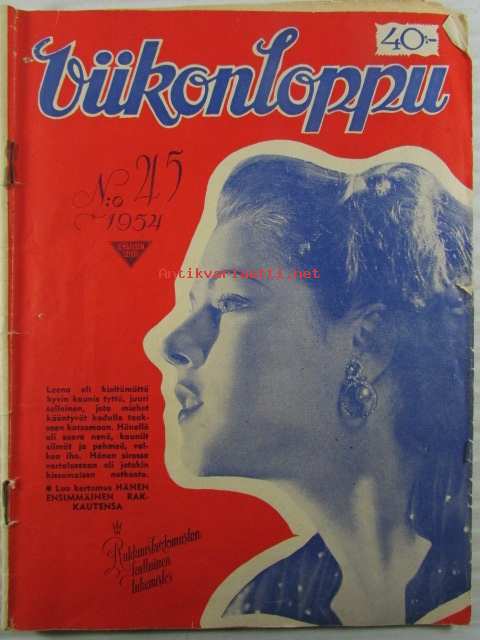 40:-
Viikonloppu
N:o 45
1954
Antikvariaatti.net
Leena oli kieltämättä
hyvin kaunis tyttö, juuri
sellainen, jota miehet
kääntyvät kadulla taak-
seen katsomaan. Hänellä
oli suora nenä, kauniit
silmät ja pehmeä, val-
kea iho. Hänen sirossa
vartalossaan oli jotakin
kissamaisen notkeata.
● Lue kertomus HÄNEN
ENSIMMÄINEN RAK-
KAUTENSA
Rakkauskertomusten